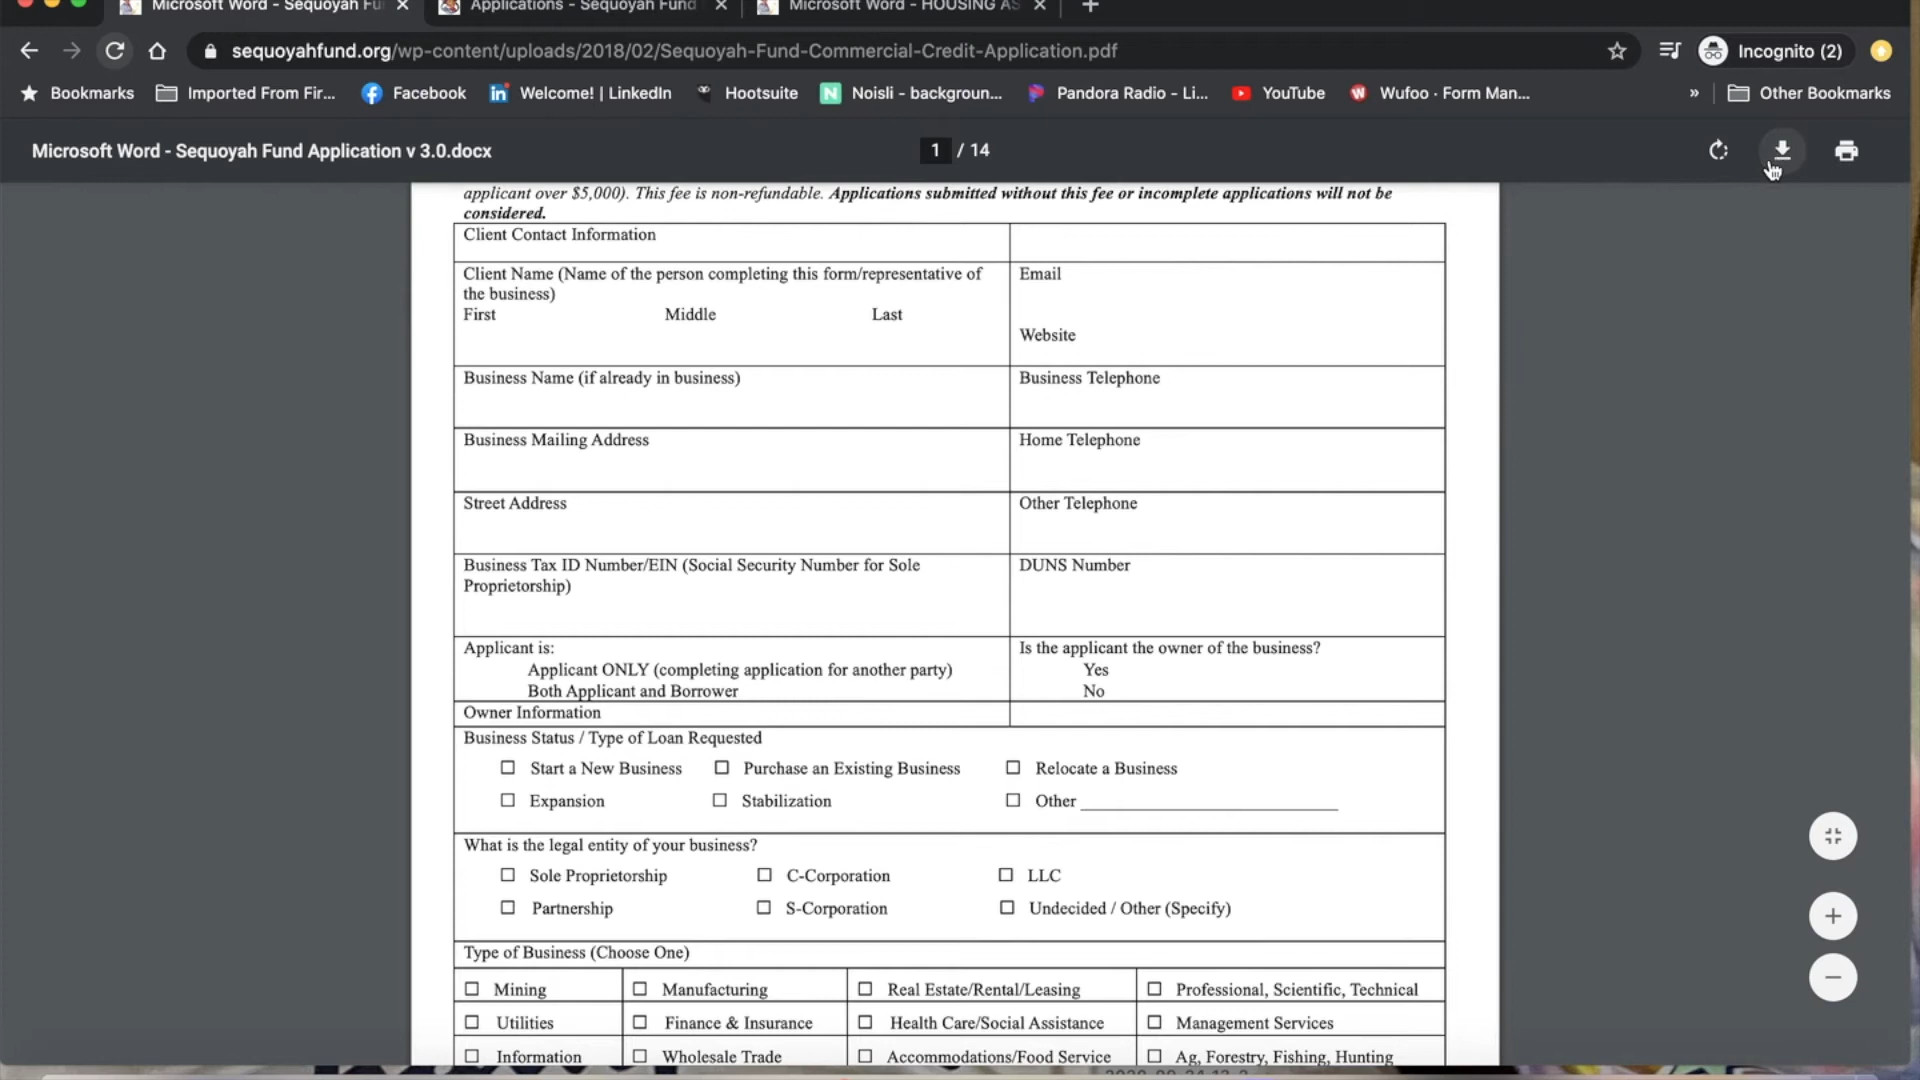 Microsoft Word - Sequoyah Fu
Applications - Sequoyah Fund
Microsoft Word - HOUSING AS
sequoyahfund.org/wp-content/uploads/2018/02/Sequoyah-Fund-Commercial-Credit-Application.pdf
Incognito (2)
Bookmarks
Imported From Fir...
Facebook
Welcome! | LinkedIn
Hootsuite
Noisli - backgroun...
Pandora Radio - Li...
YouTube
Wufoo · Form Man...
»
Other Bookmarks
Microsoft Word - Sequoyah Fund Application v 3.0.docx
1 / 14
applicant over $5,000). This fee is non-refundable. Applications submitted without this fee or incomplete applications will not be
considered.
Client Contact Information
Client Name (Name of the person completing this form/representative of
the business)
First Middle Last
Email
Website
Business Name (if already in business)
Business Telephone
Business Mailing Address
Home Telephone
Street Address
Other Telephone
Business Tax ID Number/EIN (Social Security Number for Sole
Proprietorship)
DUNS Number
Applicant is:
Applicant ONLY (completing application for another party)
Both Applicant and Borrower
Is the applicant the owner of the business?
Yes
No
Owner Information
Business Status / Type of Loan Requested
☐ Start a New Business ☐ Purchase an Existing Business ☐ Relocate a Business
☐ Expansion ☐ Stabilization ☐ Other ____________________
What is the legal entity of your business?
☐ Sole Proprietorship ☐ C-Corporation ☐ LLC
☐ Partnership ☐ S-Corporation ☐ Undecided / Other (Specify)
Type of Business (Choose One)
☐ Mining ☐ Manufacturing ☐ Real Estate/Rental/Leasing ☐ Professional, Scientific, Technical
☐ Utilities ☐ Finance & Insurance ☐ Health Care/Social Assistance ☐ Management Services
☐ Information ☐ Wholesale Trade ☐ Accommodations/Food Service ☐ Ag, Forestry, Fishing, Hunting